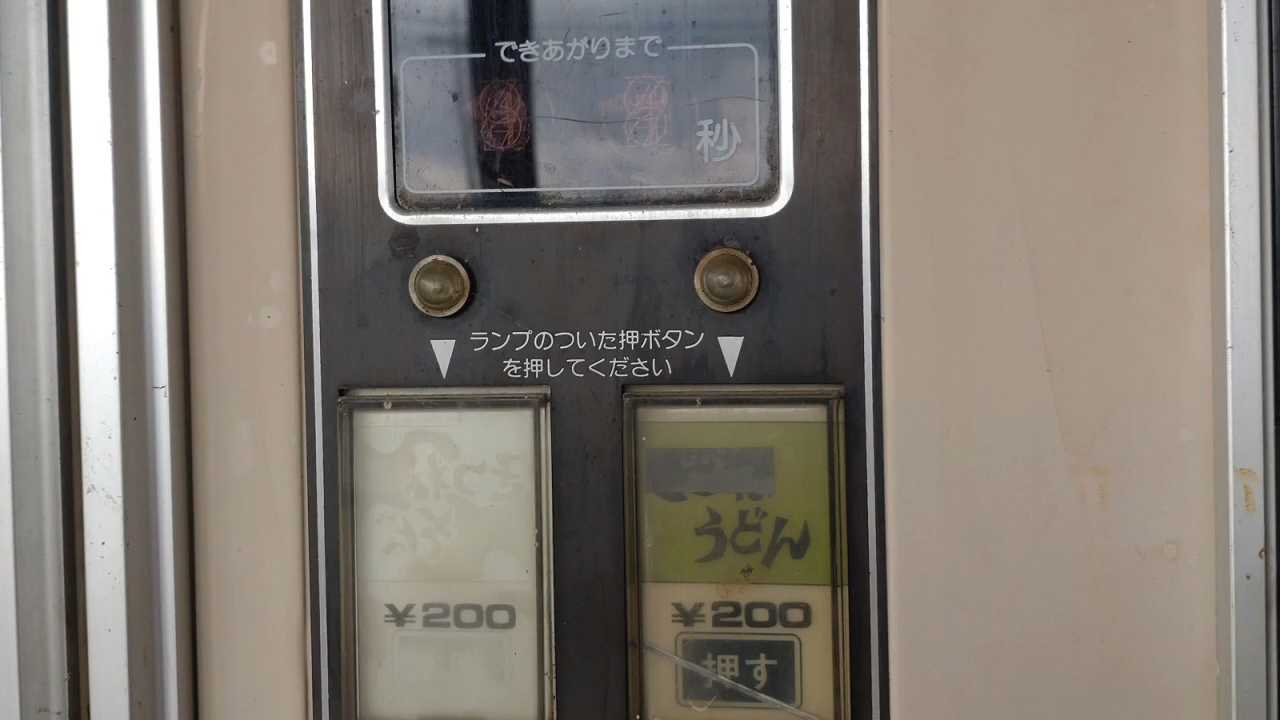 できあがりまで
秒
ランプのついた押ボタン
を押してください
うどん
¥200
¥200
押す